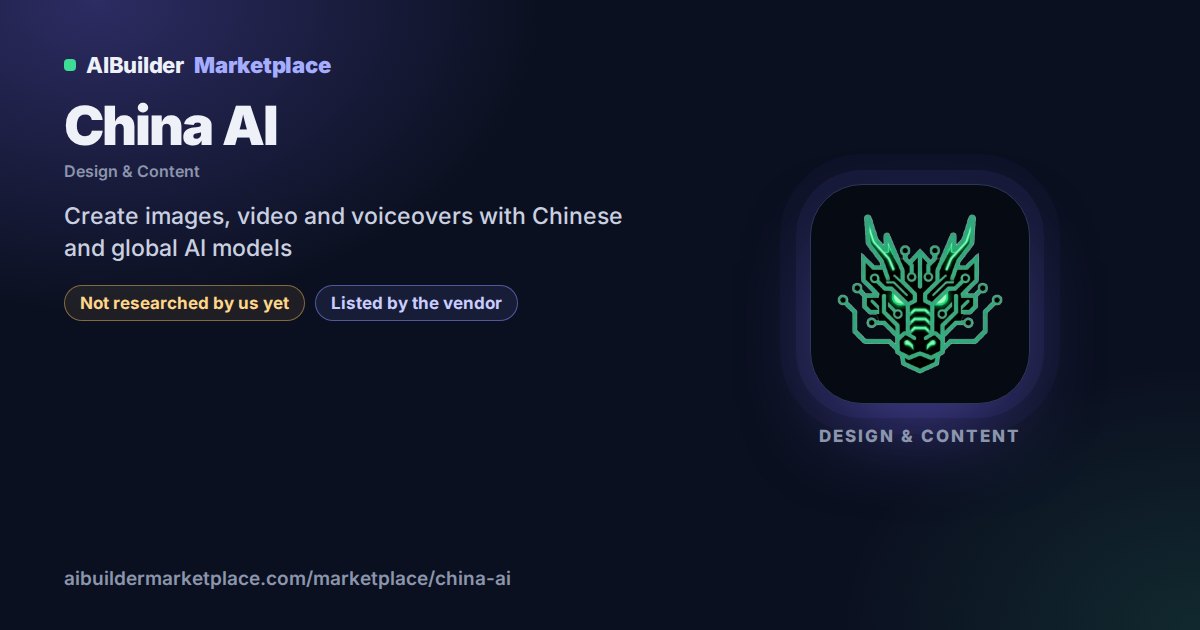 AIBuilder Marketplace
China AI
Design & Content
Create images, video and voiceovers with Chinese
and global AI models
Not researched by us yet
Listed by the vendor
DESIGN & CONTENT
aibuildermarketplace.com/marketplace/china-ai